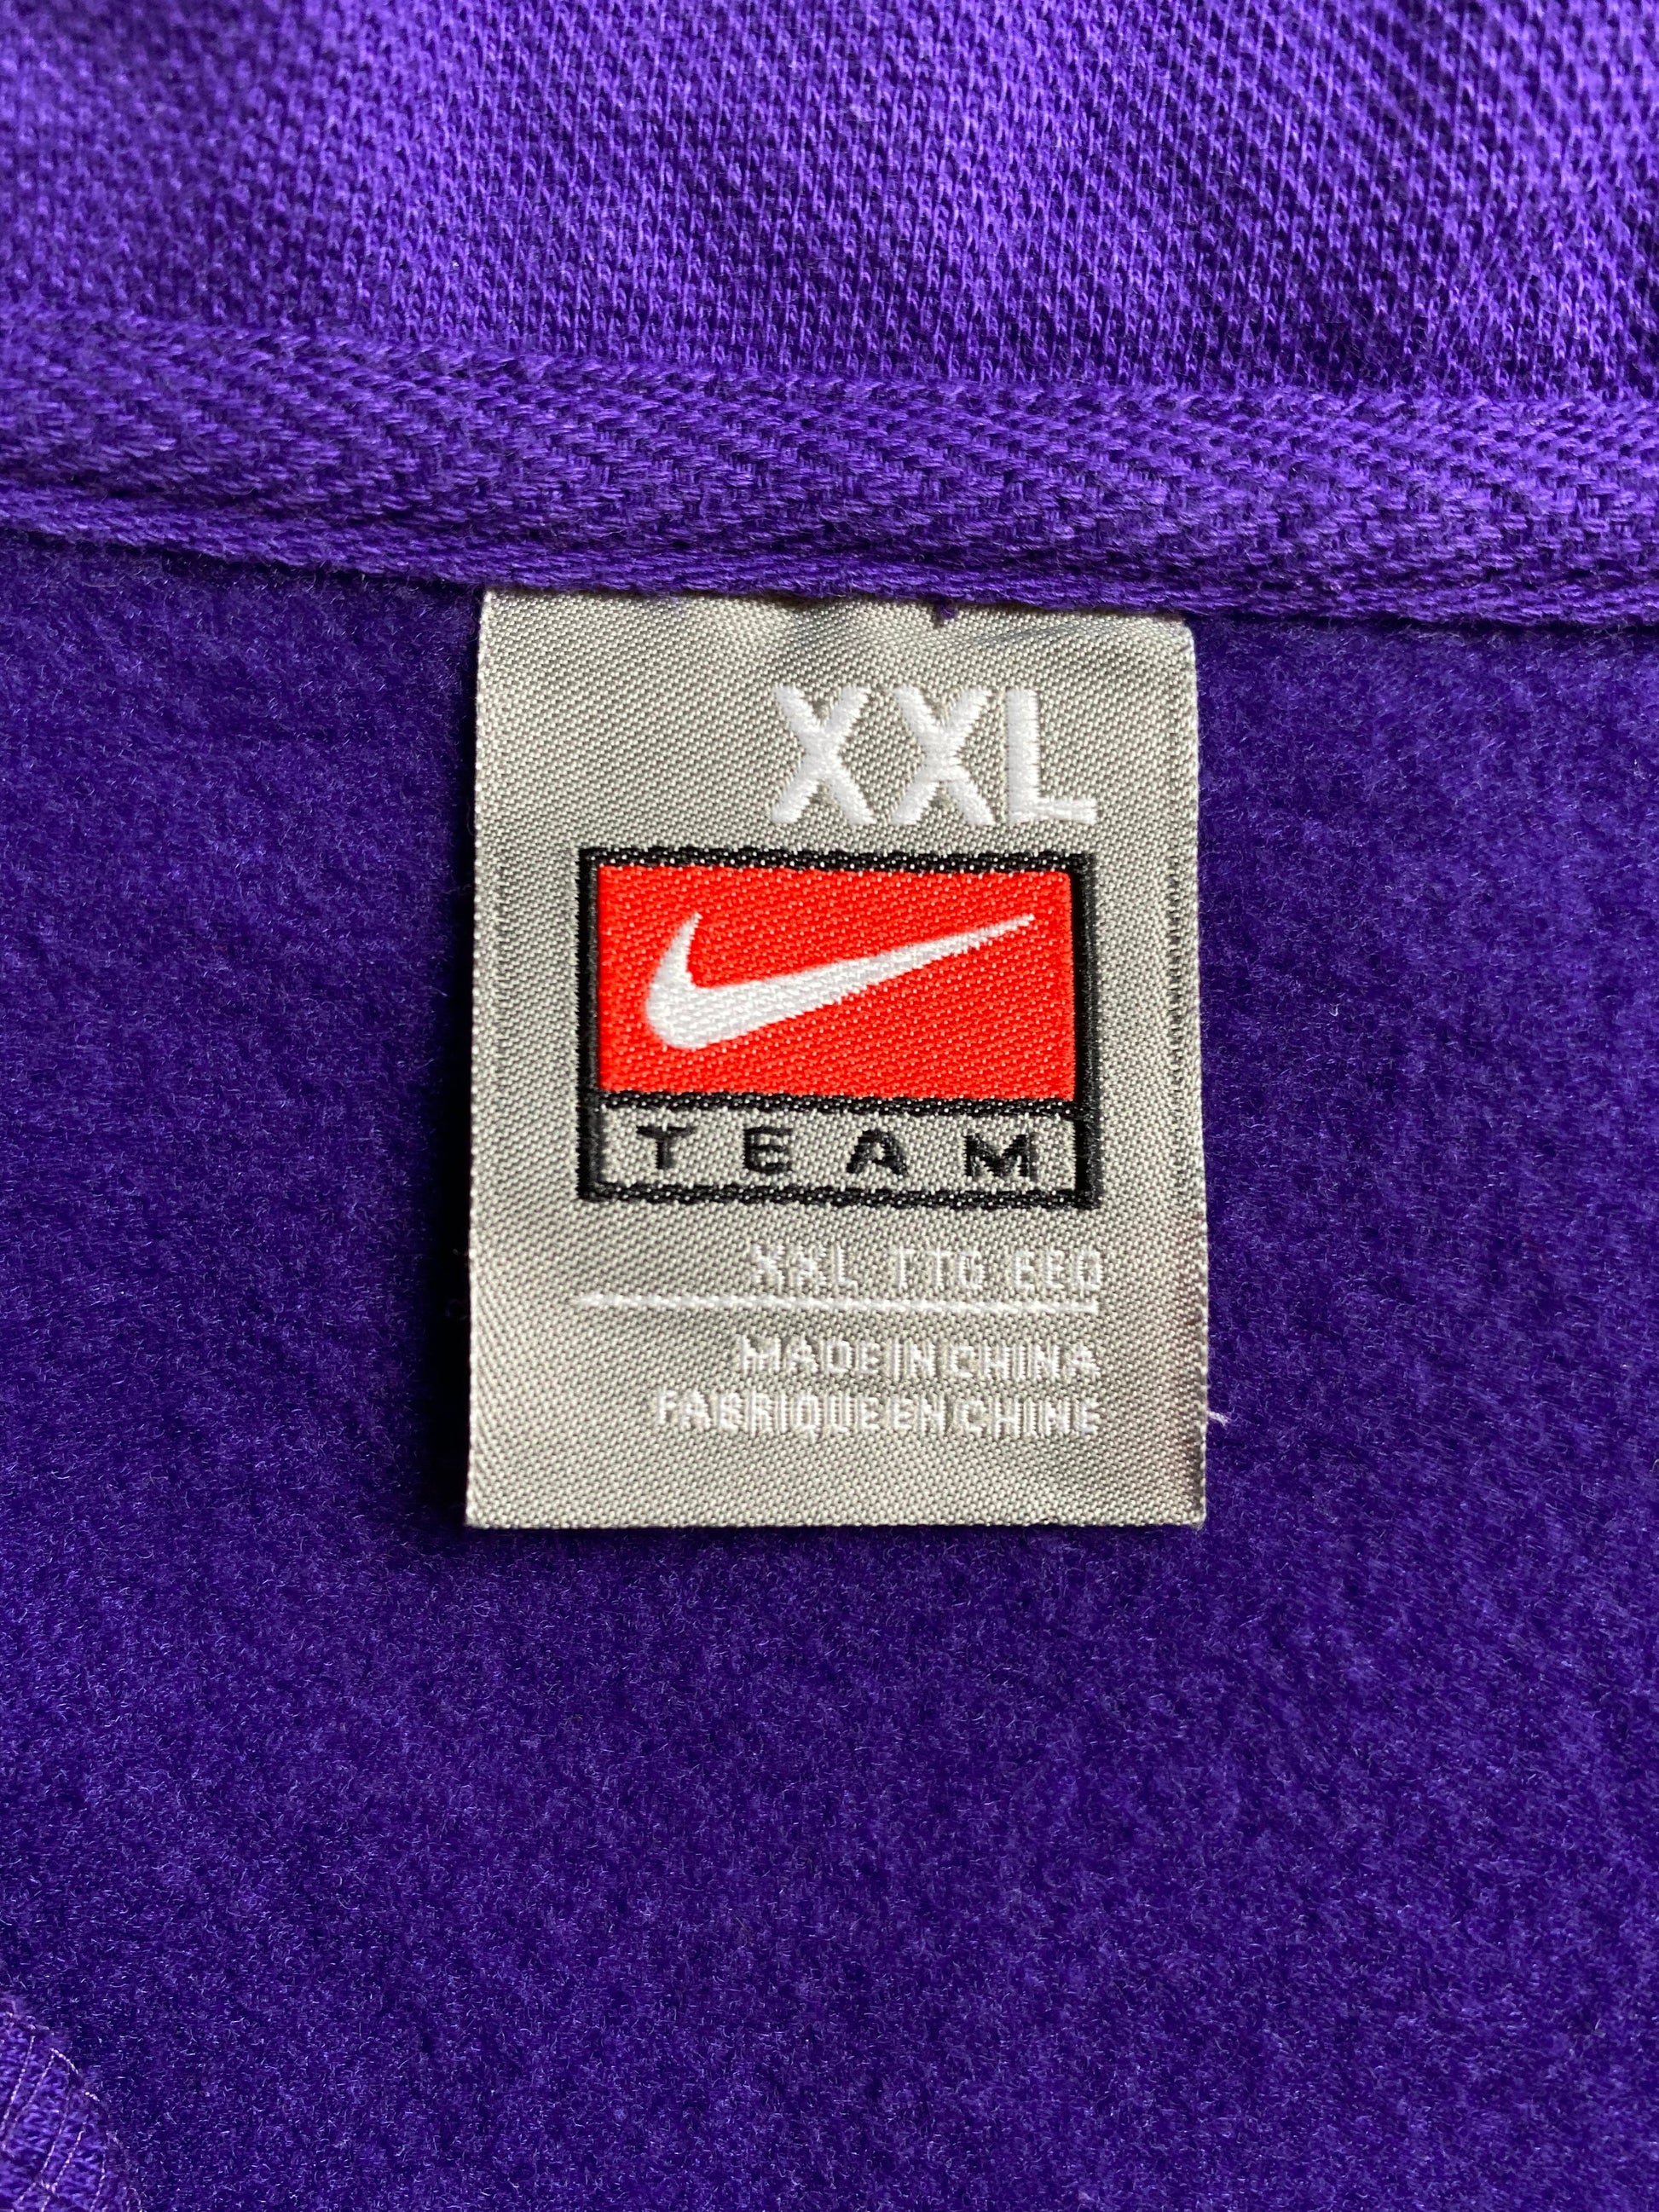 XXL
TEAM
XXL TTG EEG
MADE IN CHINA
FABRIQUE EN CHINE